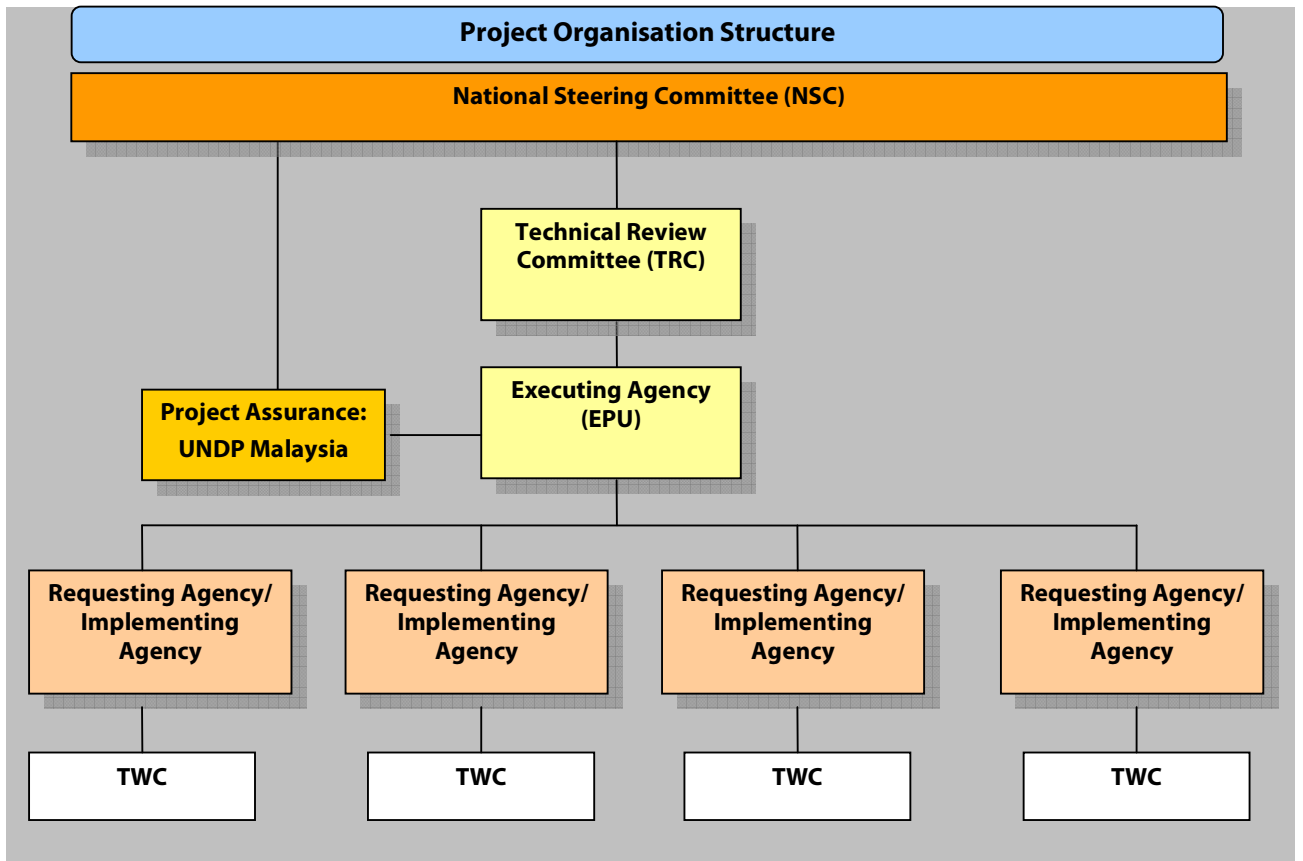 Project Organisation Structure
National Steering Committee (NSC)
Technical Review
Committee (TRC)
Executing Agency
(EPU)
Project Assurance:
UNDP Malaysia
Requesting Agency/
Implementing
Agency
Requesting Agency/
Implementing
Agency
Requesting Agency/
Implementing
Agency
Requesting Agency/
Implementing
Agency
TWC
TWC
TWC
TWC